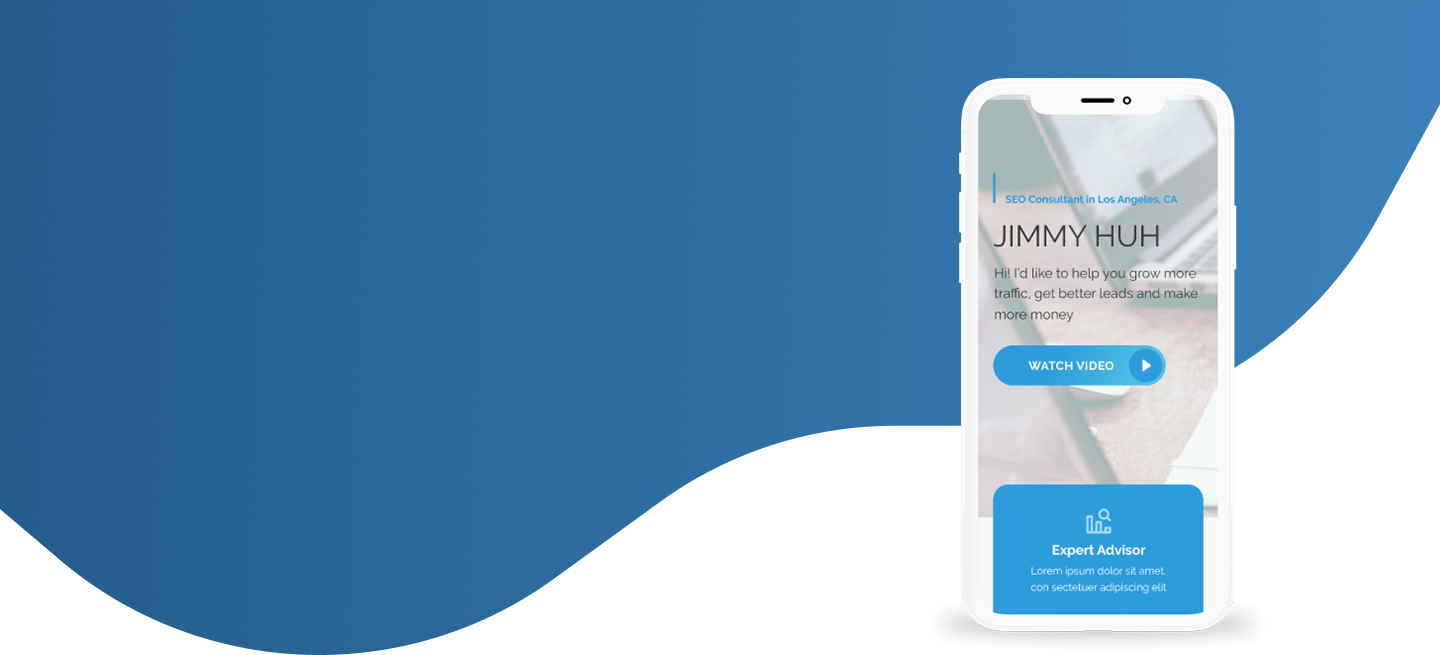 SEO Consultant in Los Angeles, CA
JIMMY HUH
Hi! I'd like to help you grow more
traffic, get better leads and make
more money
WATCH VIDEO
Expert Advisor
Lorem ipsum dolor sit amet,
con sectetuer adipiscing elit